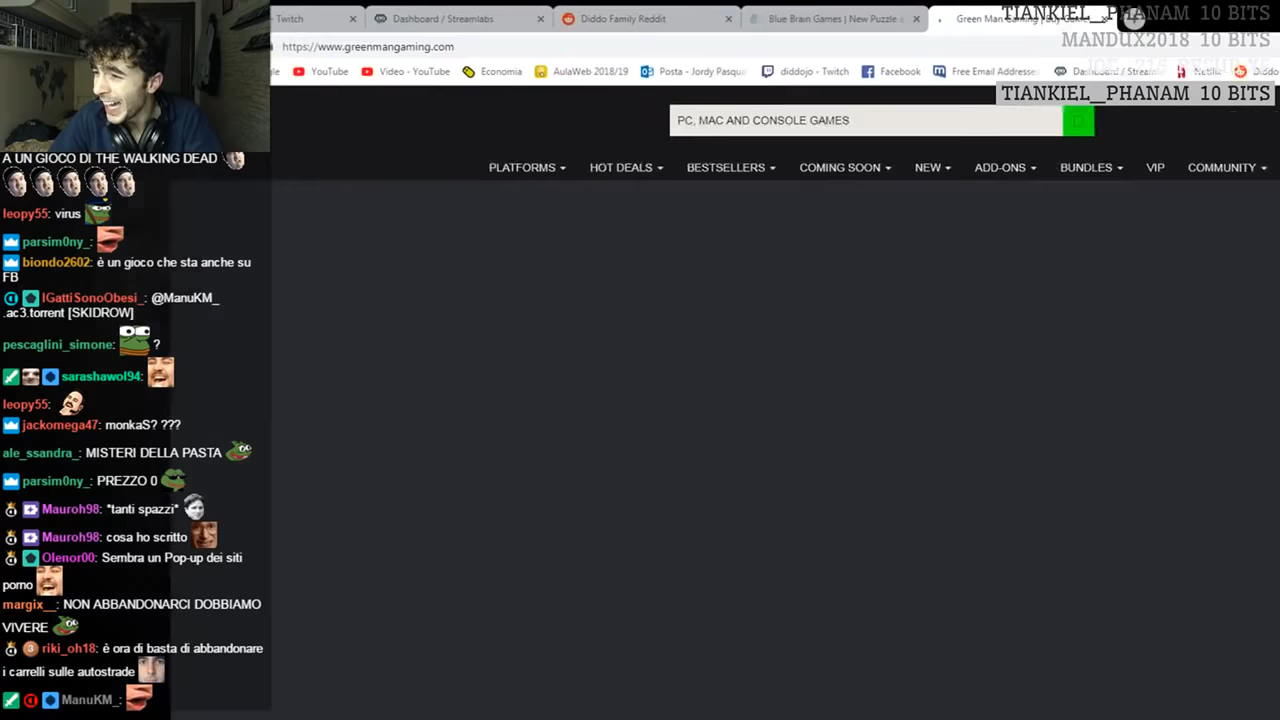 Twitch
Dashboard / Streamlabs
Diddo Family Reddit
Blue Brain Games | New Puzzle a
Green Man Gaming | Buy Game
TIANKIEL_PHANAM 10 BITS
MANDUX2018 10 BITS
TIANKIEL_PHANAM 10 BITS
https://www.greenmangaming.com
YouTube
Video - YouTube
Economia
AulaWeb 2018/19
Posta - Jordy Pasqua
diddojo - Twitch
Facebook
Free Email Addresse
Dashboard / Streamle
Netflix
Diddo
PC, MAC AND CONSOLE GAMES
PLATFORMS
HOT DEALS
BESTSELLERS
COMING SOON
NEW
ADD-ONS
BUNDLES
VIP
COMMUNITY
A UN GIOCO DI THE WALKING DEAD
leopy55: virus
parsim0ny_:
biondo2602: è un gioco che sta anche su
FB
IGattiSonoObesi_: @ManuKM_
.ac3.torrent [SKIDROW]
pescaglini_simone: ?
sarashawol94:
leopy55:
jackomega47: monkaS? ???
ale_ssandra_: MISTERI DELLA PASTA
parsim0ny_: PREZZO 0
Mauroh98: *tanti spazzi*
Mauroh98: cosa ho scritto
Olenor00: Sembra un Pop-up dei siti
porno
margix__: NON ABBANDONARCI DOBBIAMO
VIVERE
3 riki_oh18: è ora di basta di abbandonare
i carrelli sulle autostrade
ManuKM_: